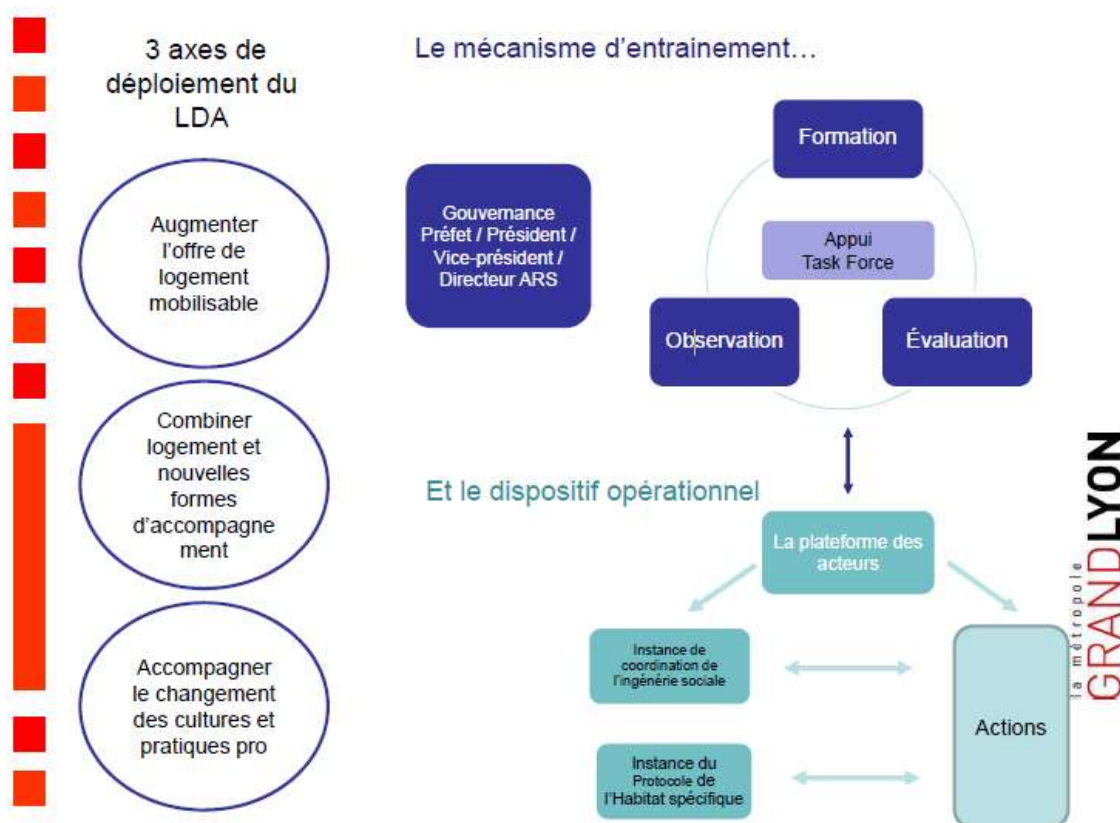 3 axes de
déploiement du
LDA
Augmenter
l'offre de
logement
mobilisable
Combiner
logement et
nouvelles
formes
d'accompagne
ment
Accompagner
le changement
des cultures et
pratiques pro
Le mécanisme d'entrainement…
Gouvernance
Préfet / Président /
Vice-président /
Directeur ARS
Formation
Appui
Task Force
Observation
Évaluation
Et le dispositif opérationnel
La plateforme des
acteurs
Instance de
coordination de
l'ingénérie sociale
Instance du
Protocole de
l'Habitat spécifique
Actions
la métropole
GRANDLYON